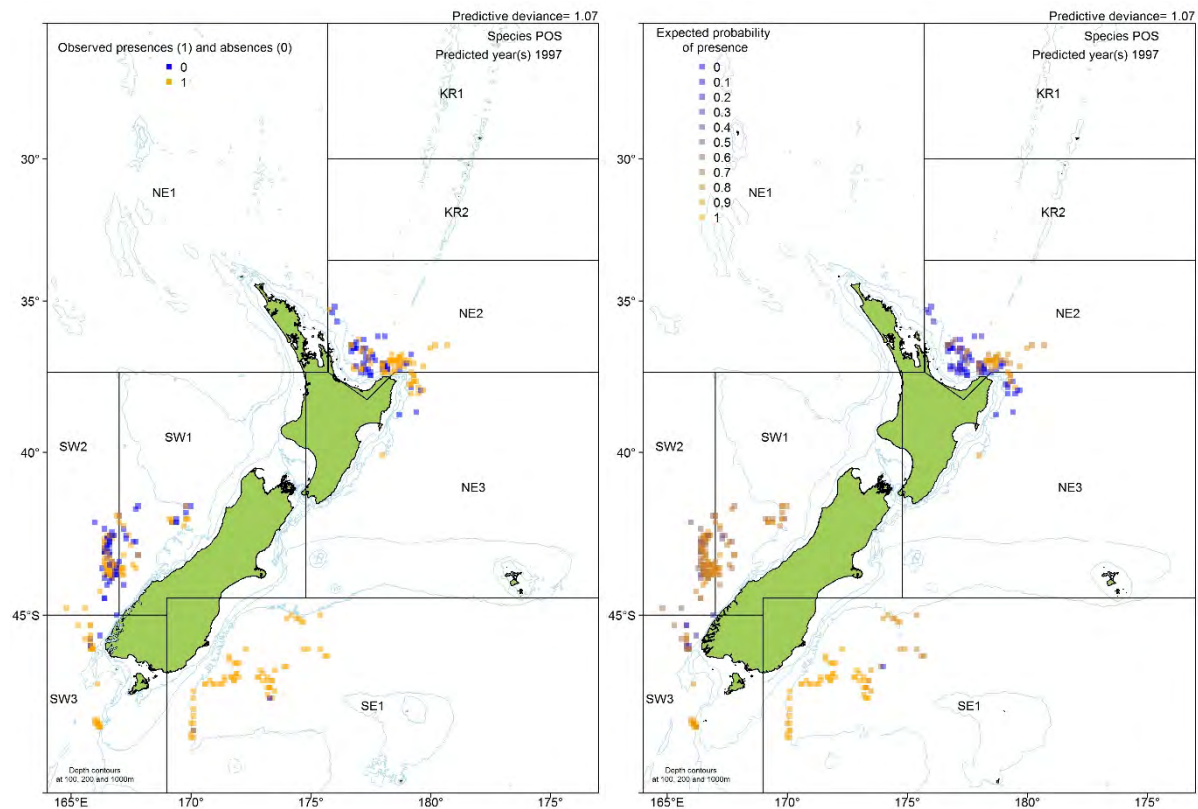 Predictive deviance= 1.07
Observed presences (1) and absences (0)
0
1
Species POS
Predicted year(s) 1997
KR1
30°
NE1
KR2
35°
NE2
SW2
SW1
40°
NE3
45°S
SW3
SE1
Depth contours
at 100, 200 and 1000m
165°E
170°
175°
180°
175°
Predictive deviance= 1.07
Expected probability
of presence
0
0.1
0.2
0.3
0.4
0.5
0.6
0.7
0.8
0.9
1
Species POS
Predicted year(s) 1997
KR1
30°
NE1
KR2
35°
NE2
SW2
SW1
40°
NE3
45°S
SW3
SE1
Depth contours
at 100, 200 and 1000m
165°E
170°
175°
180°
175°